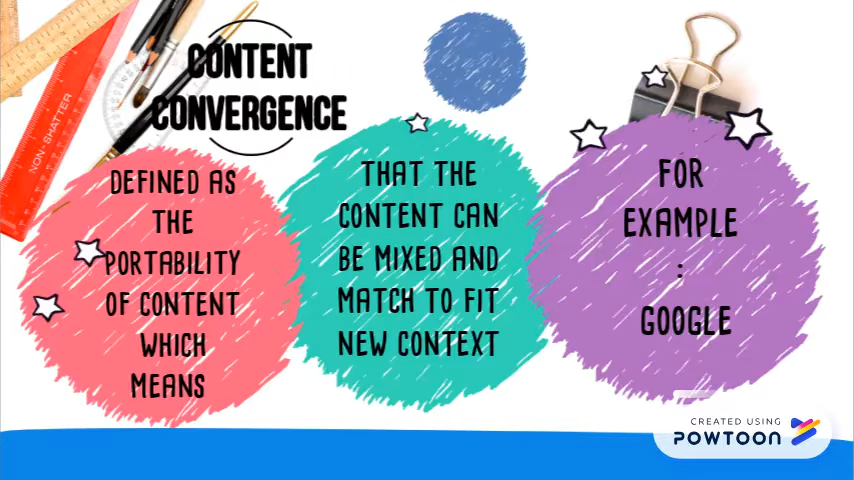 CONTENT
CONVERGENCE
DEFINED AS
THE
PORTABILITY
OF CONTENT
WHICH
MEANS
THAT THE
CONTENT CAN
BE MIXED AND
MATCH TO FIT
NEW CONTEXT
FOR
EXAMPLE
:
GOOGLE
NON-SHATTER
CREATED USING
POWTOON